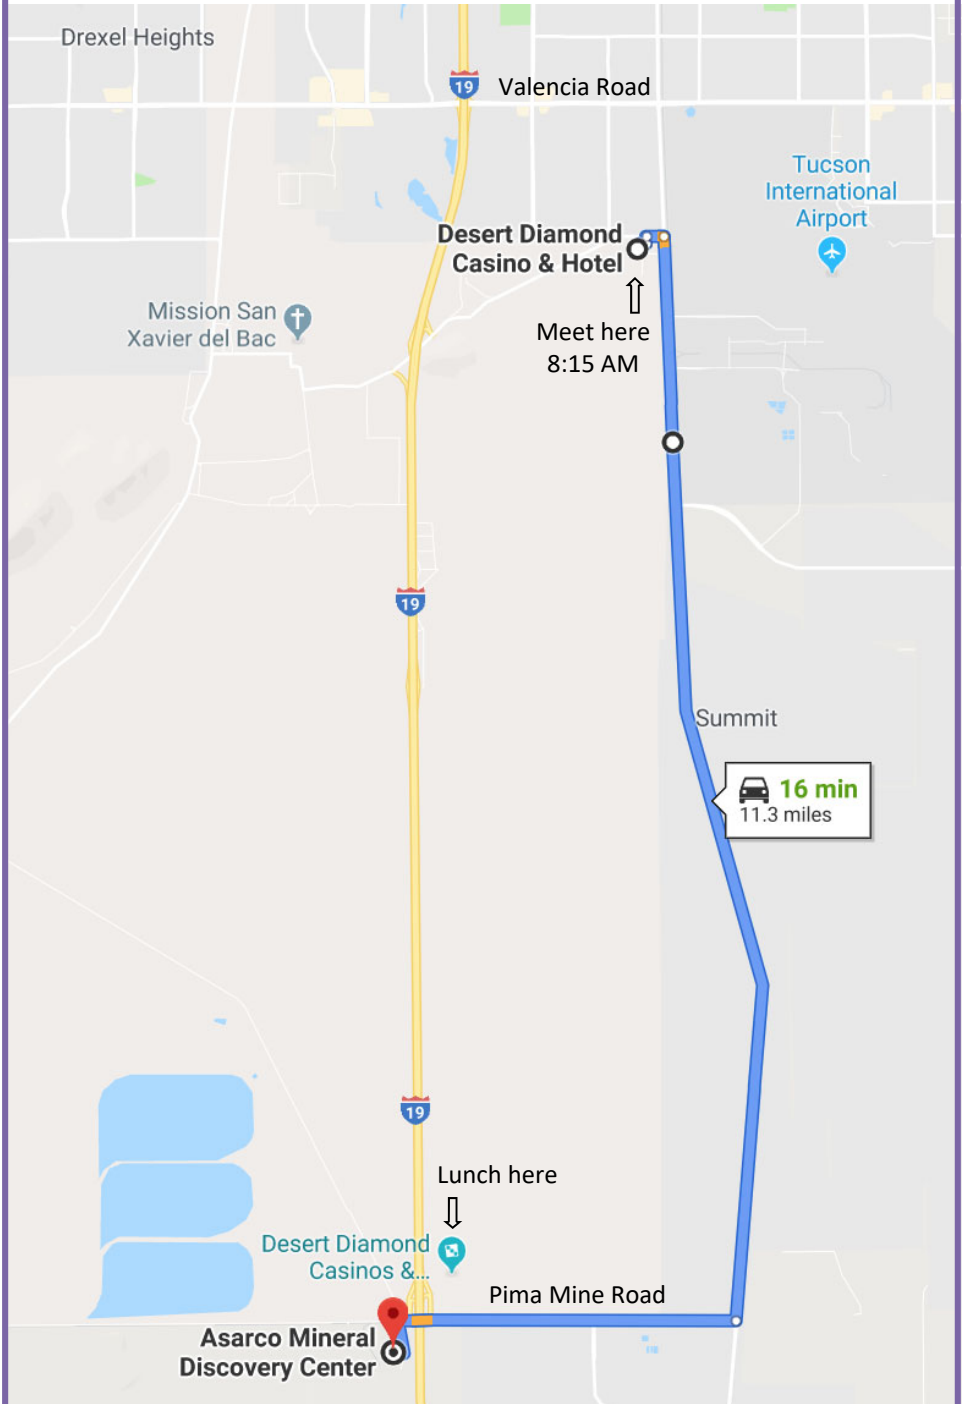 Drexel Heights
19
Valencia Road
Tucson
International
Airport
Desert Diamond
Casino & Hotel
Mission San
Xavier del Bac
Meet here
8:15 AM
19
Summit
16 min
11.3 miles
19
Lunch here
Desert Diamond
Casinos &...
Pima Mine Road
Asarco Mineral
Discovery Center